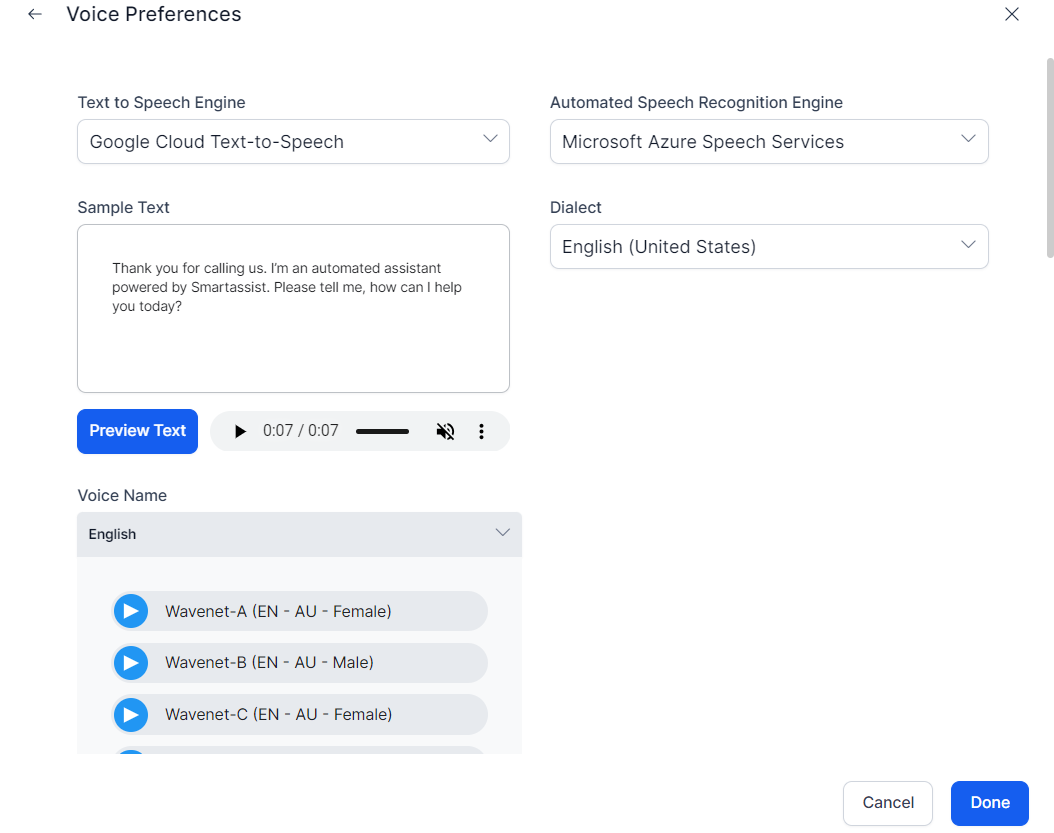 Voice Preferences
Text to Speech Engine
Google Cloud Text-to-Speech
Automated Speech Recognition Engine
Microsoft Azure Speech Services
Sample Text
Thank you for calling us. I'm an automated assistant
powered by Smartassist. Please tell me, how can I help
you today?
Dialect
English (United States)
Preview Text
0:07 / 0:07
Voice Name
English
Wavenet-A (EN - AU - Female)
Wavenet-B (EN - AU - Male)
Wavenet-C (EN - AU - Female)
Cancel
Done